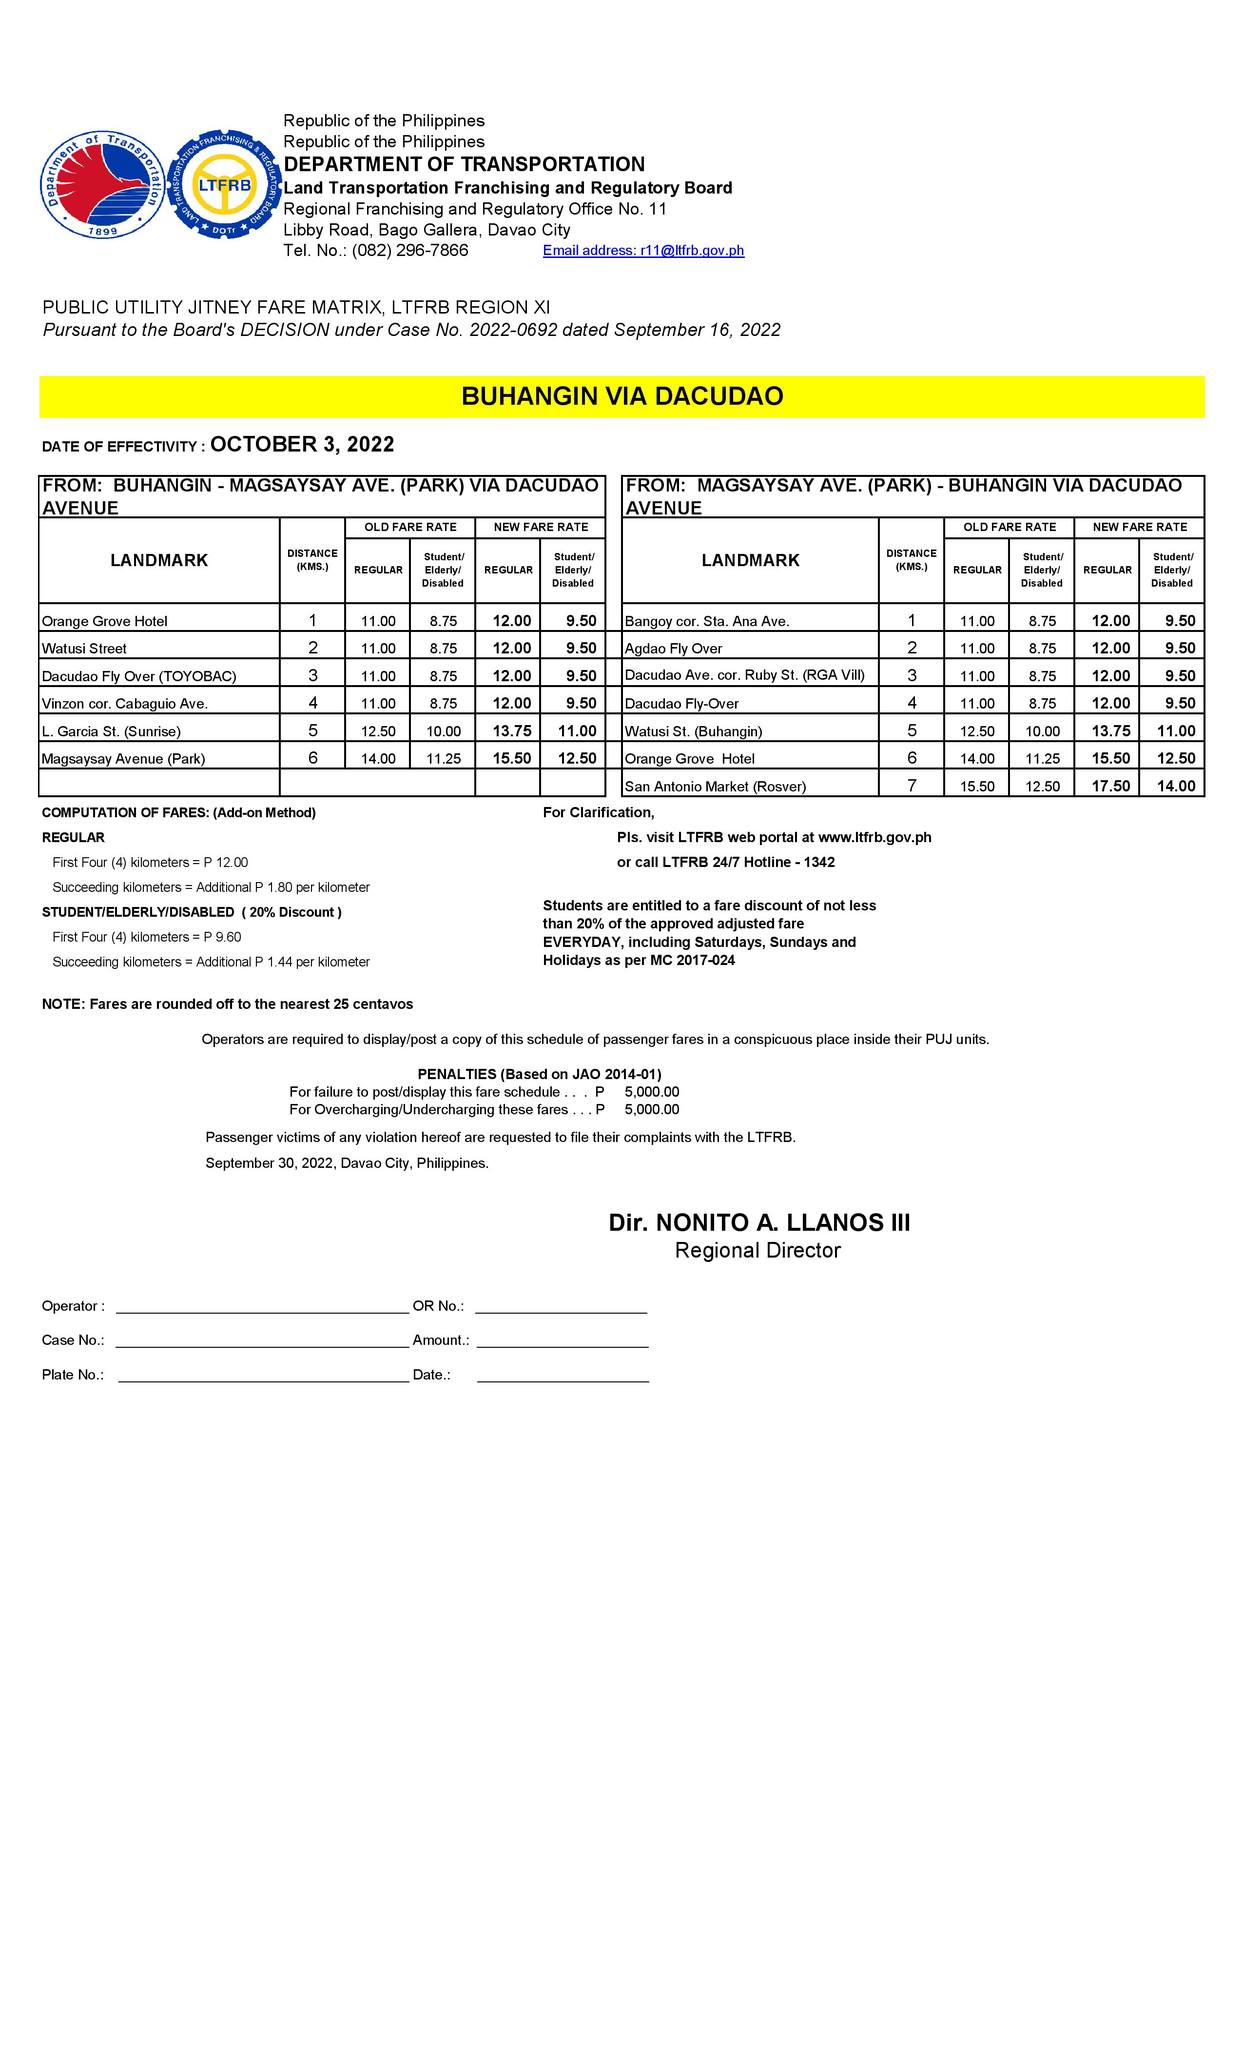 Republic of the Philippines
Republic of the Philippines
DEPARTMENT OF TRANSPORTATION
Land Transportation Franchising and Regulatory Board
Regional Franchising and Regulatory Office No. 11
Libby Road, Bago Gallera, Davao City
Tel. No.: (082) 296-7866 Email address: r11@ltfrb.gov.ph
Department of Transportation
1899
LAND TRANSPORTATION FRANCHISING & REGULATORY BOARD
LTFRB
DOTr
PUBLIC UTILITY JITNEY FARE MATRIX, LTFRB REGION XI
Pursuant to the Board's DECISION under Case No. 2022-0692 dated September 16, 2022
BUHANGIN VIA DACUDAO
DATE OF EFFECTIVITY : OCTOBER 3, 2022
FROM: BUHANGIN - MAGSAYSAY AVE. (PARK) VIA DACUDAO
AVENUE
LANDMARK DISTANCE (KMS.) OLD FARE RATE NEW FARE RATE
REGULAR Student/ Elderly/ Disabled REGULAR Student/ Elderly/ Disabled
Orange Grove Hotel 1 11.00 8.75 12.00 9.50
Watusi Street 2 11.00 8.75 12.00 9.50
Dacudao Fly Over (TOYOBAC) 3 11.00 8.75 12.00 9.50
Vinzon cor. Cabaguio Ave. 4 11.00 8.75 12.00 9.50
L. Garcia St. (Sunrise) 5 12.50 10.00 13.75 11.00
Magsaysay Avenue (Park) 6 14.00 11.25 15.50 12.50
FROM: MAGSAYSAY AVE. (PARK) - BUHANGIN VIA DACUDAO
AVENUE
LANDMARK DISTANCE (KMS.) OLD FARE RATE NEW FARE RATE
REGULAR Student/ Elderly/ Disabled REGULAR Student/ Elderly/ Disabled
Bangoy cor. Sta. Ana Ave. 1 11.00 8.75 12.00 9.50
Agdao Fly Over 2 11.00 8.75 12.00 9.50
Dacudao Ave. cor. Ruby St. (RGA Vill) 3 11.00 8.75 12.00 9.50
Dacudao Fly-Over 4 11.00 8.75 12.00 9.50
Watusi St. (Buhangin) 5 12.50 10.00 13.75 11.00
Orange Grove Hotel 6 14.00 11.25 15.50 12.50
San Antonio Market (Rosver) 7 15.50 12.50 17.50 14.00
COMPUTATION OF FARES: (Add-on Method)
REGULAR
First Four (4) kilometers = P 12.00
Succeeding kilometers = Additional P 1.80 per kilometer
STUDENT/ELDERLY/DISABLED ( 20% Discount )
First Four (4) kilometers = P 9.60
Succeeding kilometers = Additional P 1.44 per kilometer
For Clarification,
Pls. visit LTFRB web portal at www.ltfrb.gov.ph
or call LTFRB 24/7 Hotline - 1342
Students are entitled to a fare discount of not less
than 20% of the approved adjusted fare
EVERYDAY, including Saturdays, Sundays and
Holidays as per MC 2017-024
NOTE: Fares are rounded off to the nearest 25 centavos
Operators are required to display/post a copy of this schedule of passenger fares in a conspicuous place inside their PUJ units.
PENALTIES (Based on JAO 2014-01)
For failure to post/display this fare schedule . . . P 5,000.00
For Overcharging/Undercharging these fares . . . P 5,000.00
Passenger victims of any violation hereof are requested to file their complaints with the LTFRB.
September 30, 2022, Davao City, Philippines.
Dir. NONITO A. LLANOS III
Regional Director
Operator : OR No.:
Case No.: Amount.:
Plate No.: Date.: